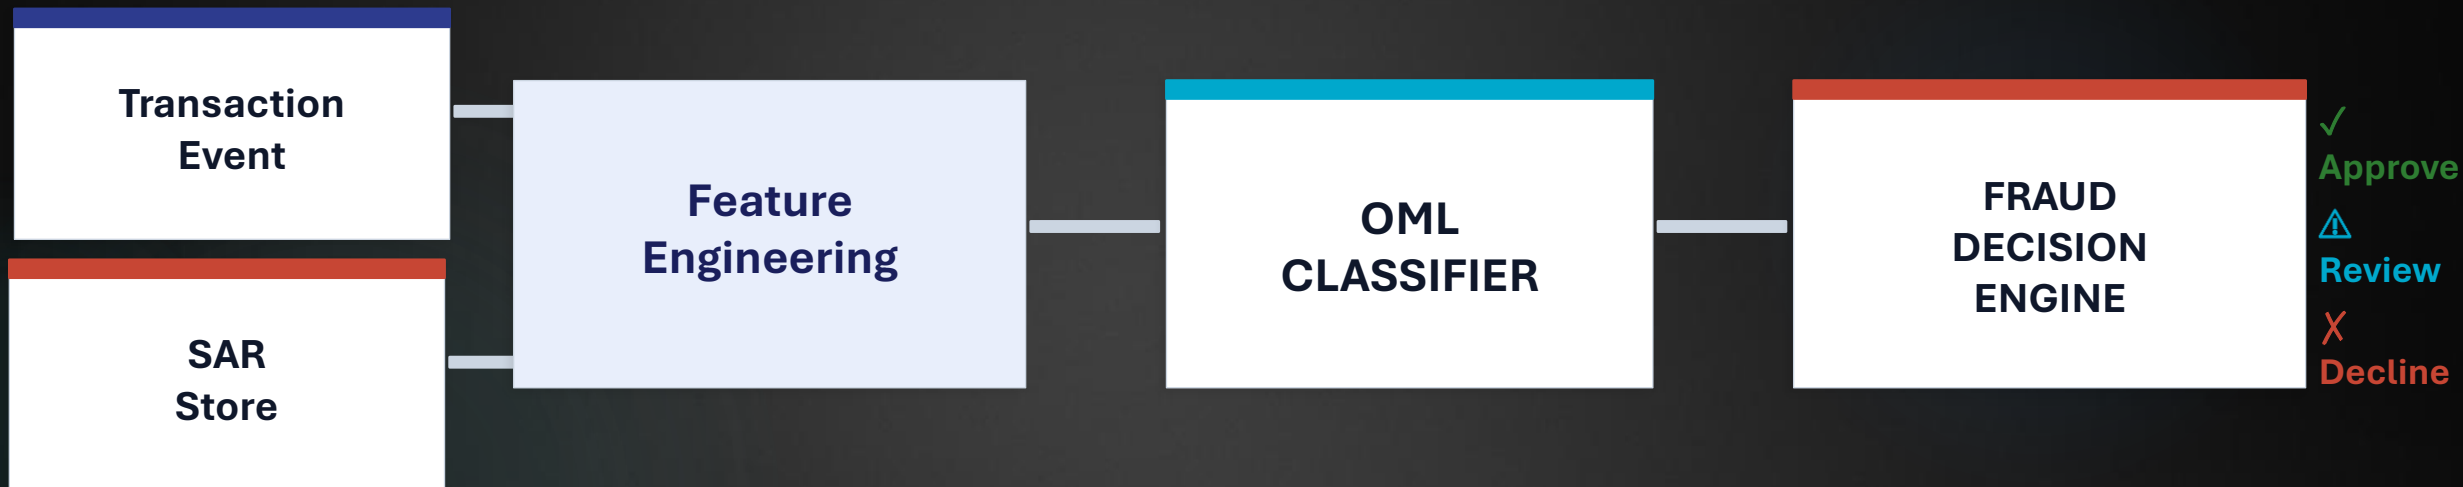 Transaction
Event
SAR
Store
Feature
Engineering
OML
CLASSIFIER
FRAUD
DECISION
ENGINE
✓
Approve
⚠
Review
✗
Decline